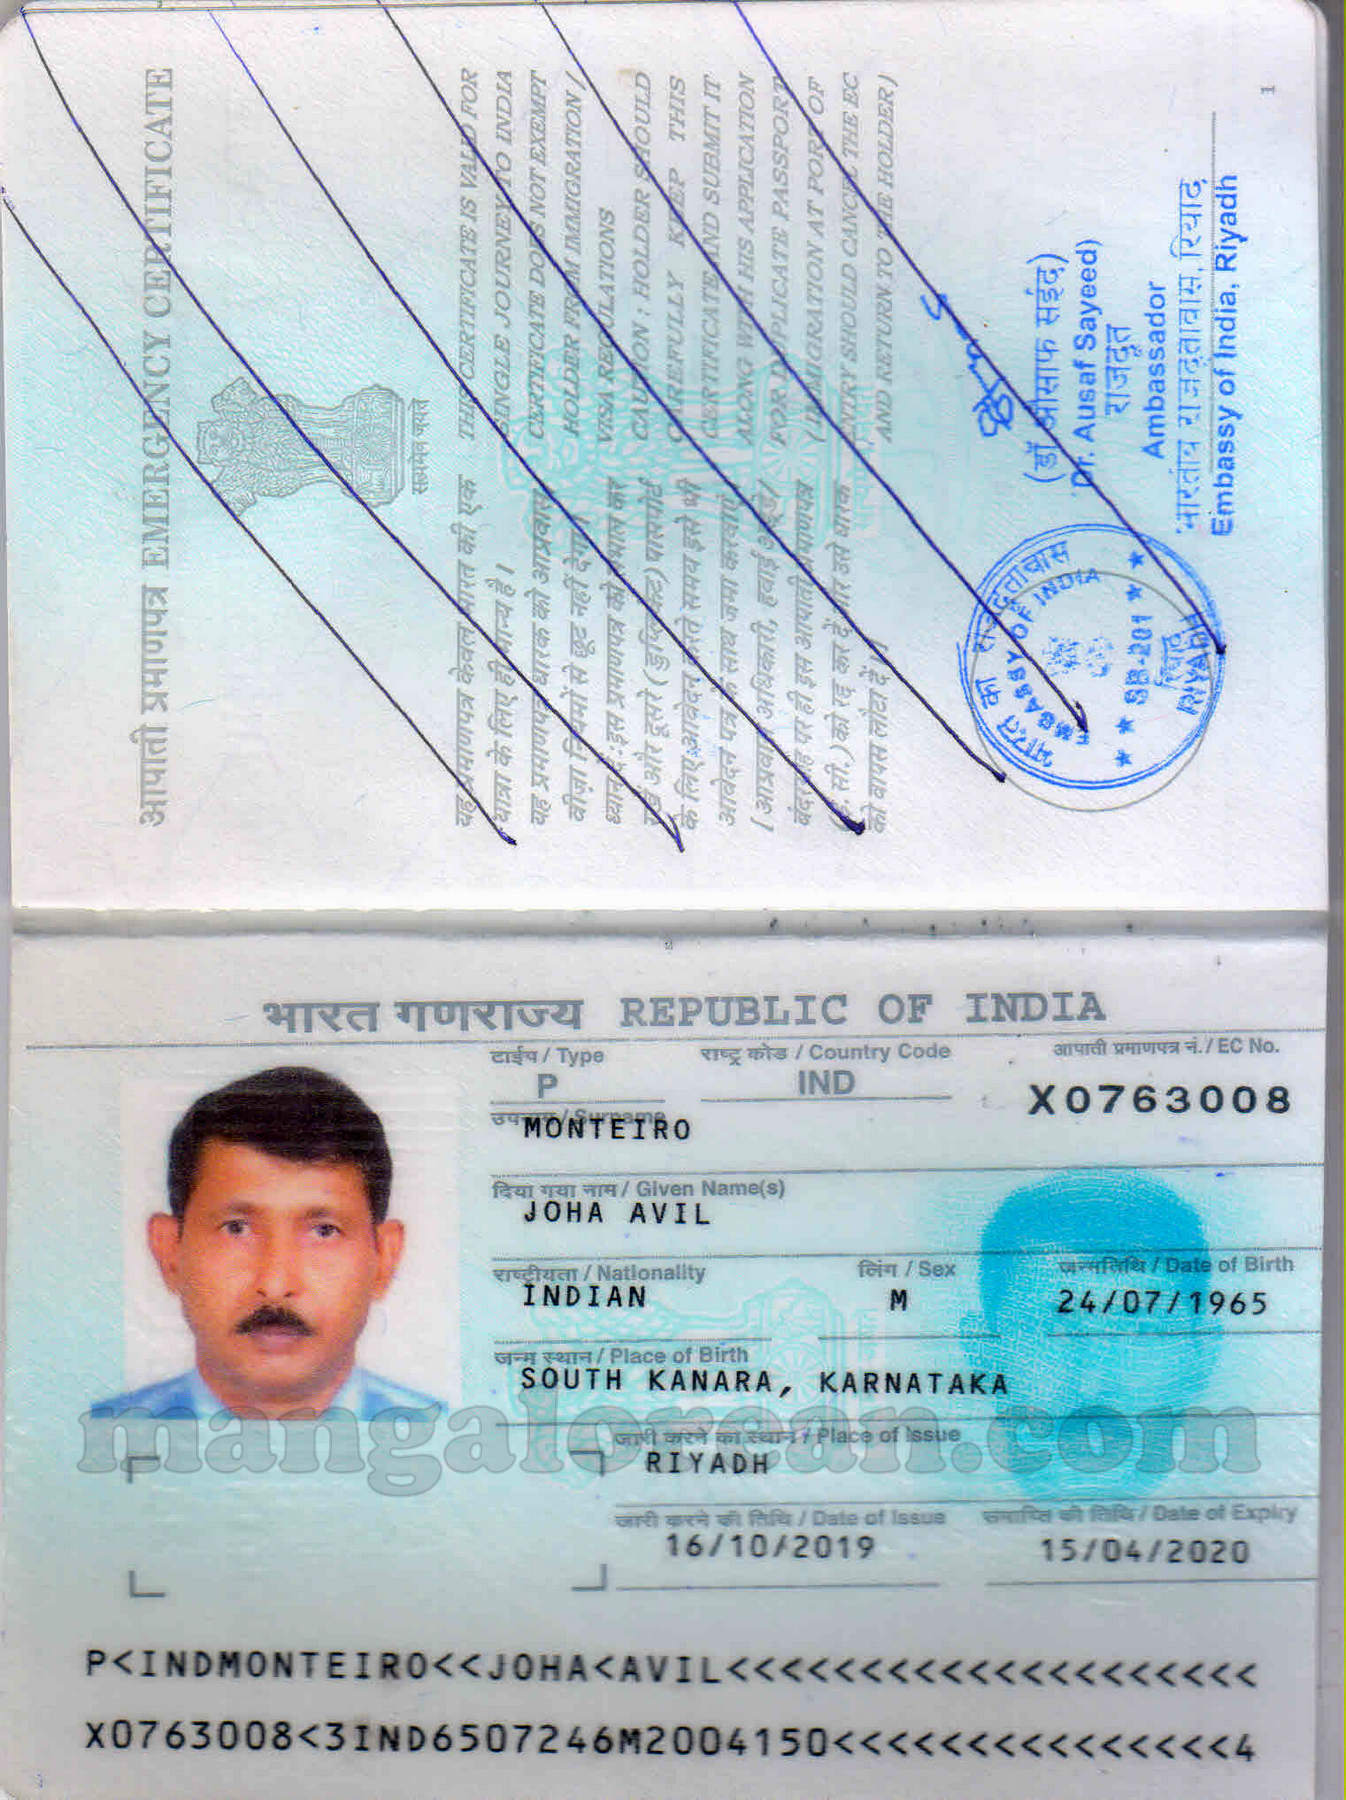 आपाती प्रमाणपत्र EMERGENCY CERTIFICATE
सत्यमेव जयते
THIS CERTIFICATE IS VALID FOR
SINGLE JOURNEY TO INDIA
CERTIFICATE DOES NOT EXEMPT
HOLDER FROM IMMIGRATION /
VISA REGULATIONS
CAUTION : HOLDER SHOULD
CAREFULLY KEEP THIS
CERTIFICATE AND SUBMIT IT
ALONG WITH HIS APPLICATION
FOR DUPLICATE PASSPORT
(IMMIGRATION AT PORT OF
ENTRY SHOULD CANCEL THE EC
AND RETURN TO THE HOLDER)
यह प्रमाणपत्र केवल भारत की एक
यात्रा के लिए ही मान्य है ।
यह प्रमाणपत्र धारक को आप्रवास
वीज़ा नियमों से छूट नहीं देगा ।
ध्यान दें:इस प्रमाणपत्र को संभाल कर
रखें और दूसरे (डुप्लिकेट) पासपोर्ट
के लिए आवेदन करते समय इसे भी
आवेदन पत्र के साथ जमा करवाएं
(आप्रवास अधिकारी, हवाई अड्डे/
बंदरगाह पर ही इस आपाती प्रमाणपत्र
(ई. सी.) को रद्द कर दें और उसे धारक
को वापस लौटा दें)।
(डॉ औसाफ सईद)
Dr. Ausaf Sayeed)
राजदूत
Ambassador
भारतीय राजदूतावास, रियाद
Embassy of India, Riyadh
1
भारत का राजदूतावास
EMBASSY OF INDIA
★ ★ SB-201 ★ ★
रियाद
RIYADH
भारत गणराज्य REPUBLIC OF INDIA
टाईप / Type राष्ट्र कोड / Country Code आपाती प्रमाणपत्र नं. / EC No.
P IND X0763008
उपनाम / Surname
MONTEIRO
दिया गया नाम / Given Name(s)
JOHA AVIL
राष्ट्रीयता / Nationality लिंग / Sex जन्मतिथि / Date of Birth
INDIAN M 24/07/1965
जन्म स्थान / Place of Birth
SOUTH KANARA, KARNATAKA
mangalorean.com
जारी करने का स्थान / Place of Issue
RIYADH
जारी करने की तिथि / Date of Issue समाप्ति की तिथि / Date of Expiry
16/10/2019 15/04/2020
P<INDMONTEIRO<<JOHA<AVIL<<<<<<<<<<<<<<<<<<<<
X0763008<3IND6507246M2004150<<<<<<<<<<<<<<<4